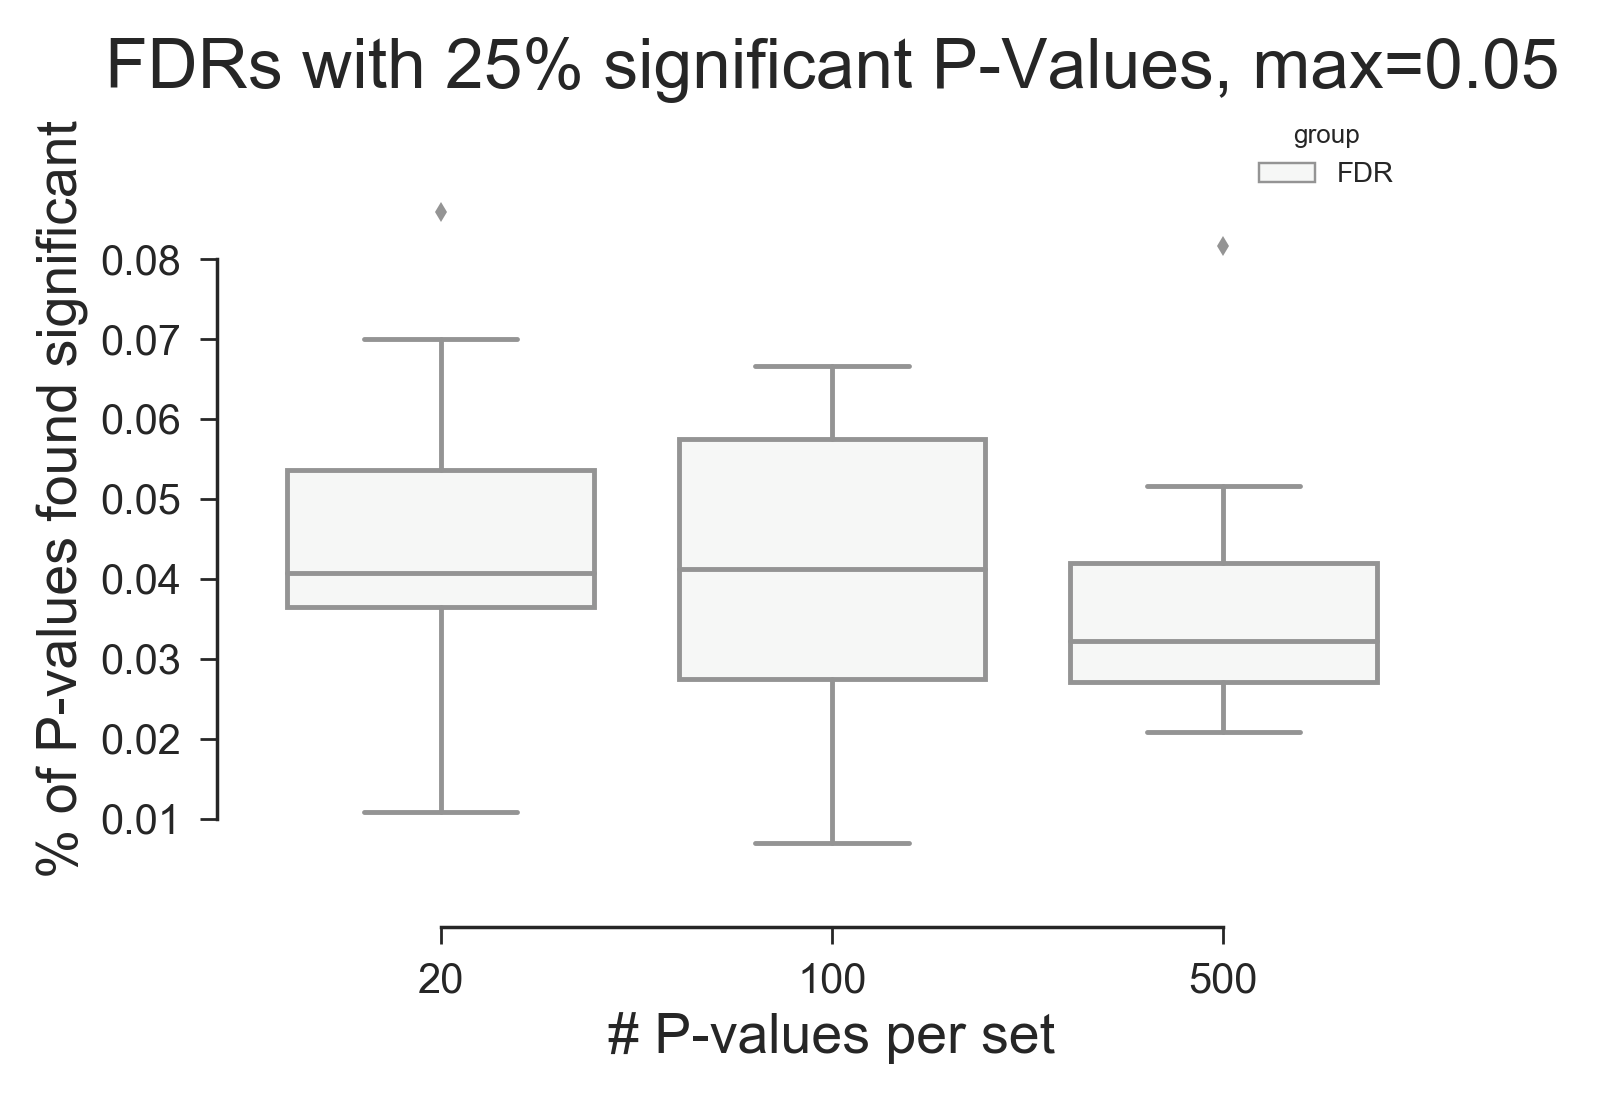 FDRs with 25% significant P-Values, max=0.05
group
FDR
% of P-values found significant
0.08
0.07
0.06
0.05
0.04
0.03
0.02
0.01
20 100 500
# P-values per set